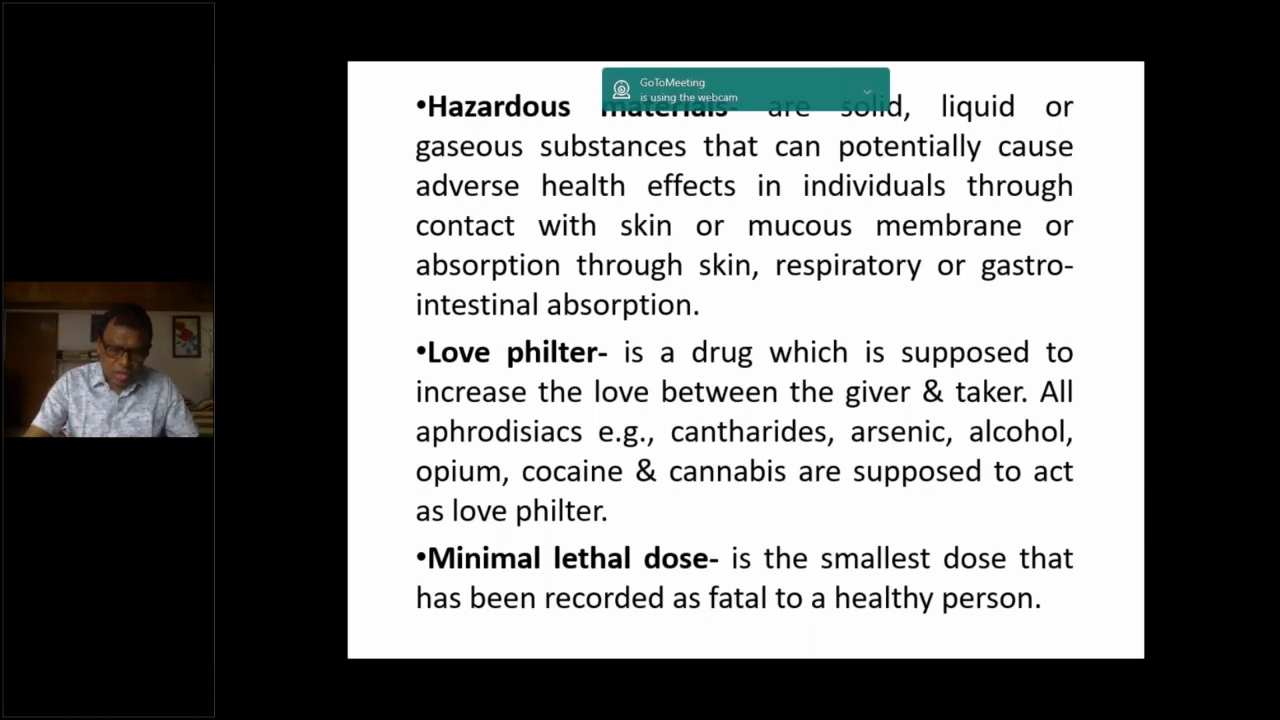 GoToMeeting
is using the webcam
•Hazardous materials- are solid, liquid or
gaseous substances that can potentially cause
adverse health effects in individuals through
contact with skin or mucous membrane or
absorption through skin, respiratory or gastro-
intestinal absorption.
•Love philter- is a drug which is supposed to
increase the love between the giver & taker. All
aphrodisiacs e.g., cantharides, arsenic, alcohol,
opium, cocaine & cannabis are supposed to act
as love philter.
•Minimal lethal dose- is the smallest dose that
has been recorded as fatal to a healthy person.